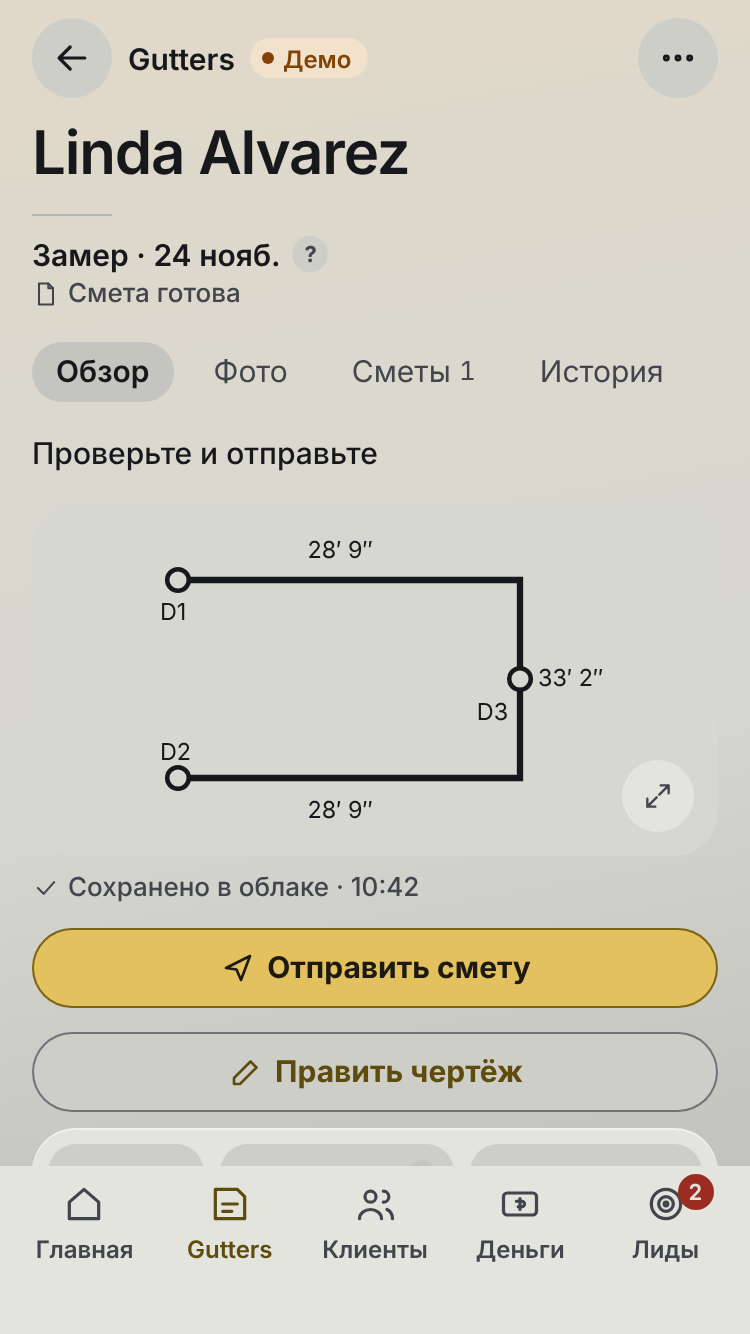 Gutters
Демо
Linda Alvarez
Замер · 24 нояб.
?
Смета готова
Обзор
Фото
Сметы 1
История
Проверьте и отправьте
28′ 9″
D1
33′ 2″
D3
D2
28′ 9″
Сохранено в облаке · 10:42
Отправить смету
Править чертёж
2
Главная
Gutters
Клиенты
Деньги
Лиды